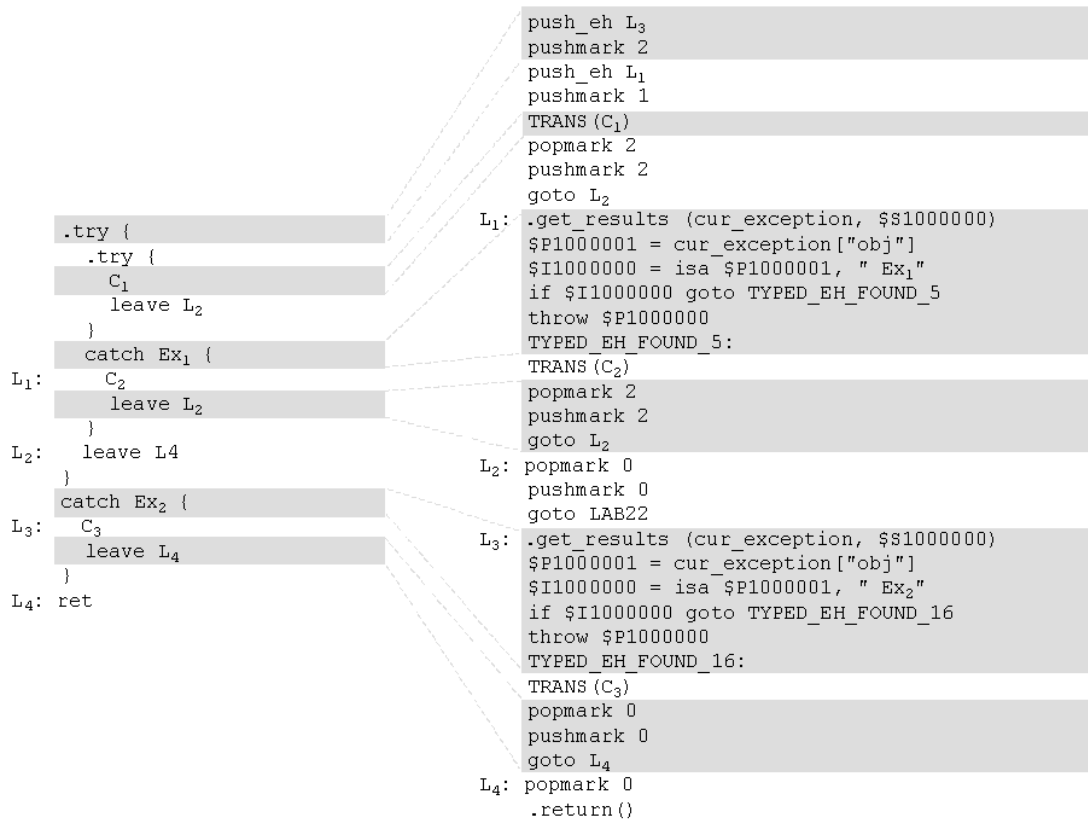 .try {
.try {
C₁
leave L₂
}
catch Ex₁ {
L₁: C₂
leave L₂
}
L₂: leave L4
}
catch Ex₂ {
L₃: C₃
leave L₄
}
L₄: ret
push_eh L₃
pushmark 2
push_eh L₁
pushmark 1
TRANS(C₁)
popmark 2
pushmark 2
goto L₂
L₁: .get_results (cur_exception, $S1000000)
$P1000001 = cur_exception["obj"]
$I1000000 = isa $P1000001, " Ex₁"
if $I1000000 goto TYPED_EH_FOUND_5
throw $P1000000
TYPED_EH_FOUND_5:
TRANS(C₂)
popmark 2
pushmark 2
goto L₂
L₂: popmark 0
pushmark 0
goto LAB22
L₃: .get_results (cur_exception, $S1000000)
$P1000001 = cur_exception["obj"]
$I1000000 = isa $P1000001, " Ex₂"
if $I1000000 goto TYPED_EH_FOUND_16
throw $P1000000
TYPED_EH_FOUND_16:
TRANS(C₃)
popmark 0
pushmark 0
goto L₄
L₄: popmark 0
.return()